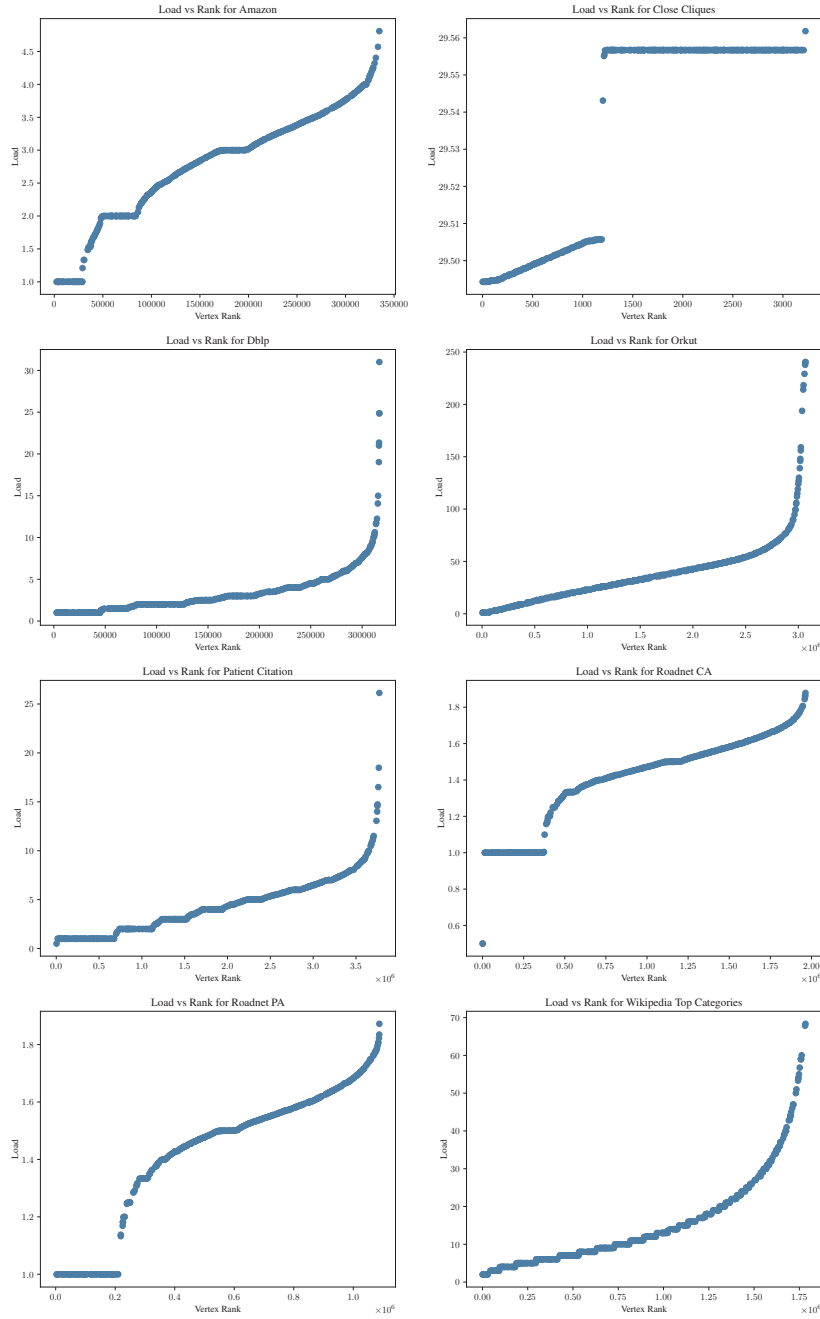 Load vs Rank for Amazon
Load
4.5
4.0
3.5
3.0
2.5
2.0
1.5
1.0
0 50000 100000 150000 200000 250000 300000 350000
Vertex Rank
Load vs Rank for Close Cliques
Load
29.56
29.55
29.54
29.53
29.52
29.51
29.50
0 500 1000 1500 2000 2500 3000
Vertex Rank
Load vs Rank for Dblp
Load
30
25
20
15
10
5
0
0 50000 100000 150000 200000 250000 300000
Vertex Rank
Load vs Rank for Orkut
Load
250
200
150
100
50
0
0.0 0.5 1.0 1.5 2.0 2.5 3.0
Vertex Rank
×10⁶
Load vs Rank for Patient Citation
Load
25
20
15
10
5
0
0.0 0.5 1.0 1.5 2.0 2.5 3.0 3.5
Vertex Rank
×10⁶
Load vs Rank for Roadnet CA
Load
1.8
1.6
1.4
1.2
1.0
0.8
0.6
0.00 0.25 0.50 0.75 1.00 1.25 1.50 1.75 2.00
Vertex Rank
×10⁶
Load vs Rank for Roadnet PA
Load
1.8
1.6
1.4
1.2
1.0
0.0 0.2 0.4 0.6 0.8 1.0
Vertex Rank
×10⁶
Load vs Rank for Wikipedia Top Categories
Load
70
60
50
40
30
20
10
0
0.00 0.25 0.50 0.75 1.00 1.25 1.50 1.75
Vertex Rank
×10⁶